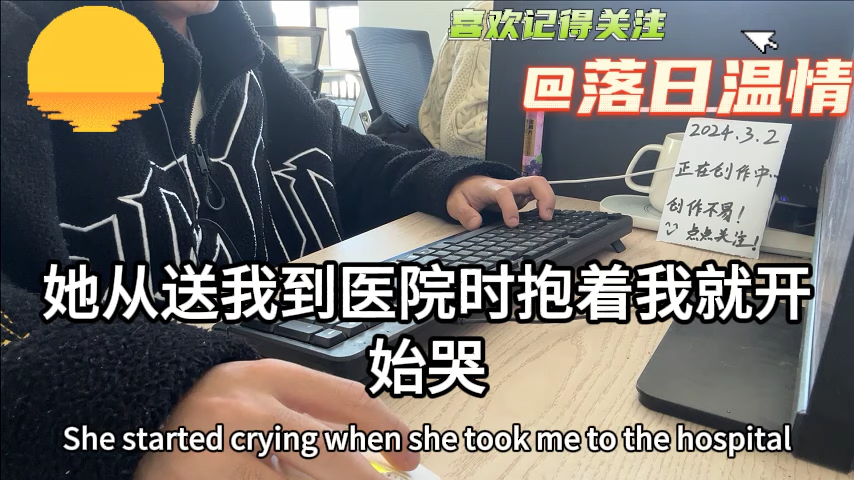 喜欢记得关注
@落日温情
2024.3.2
正在创作中...
创作不易!
点点关注!
她从送我到医院时抱着我就开
始哭
She started crying when she took me to the hospital